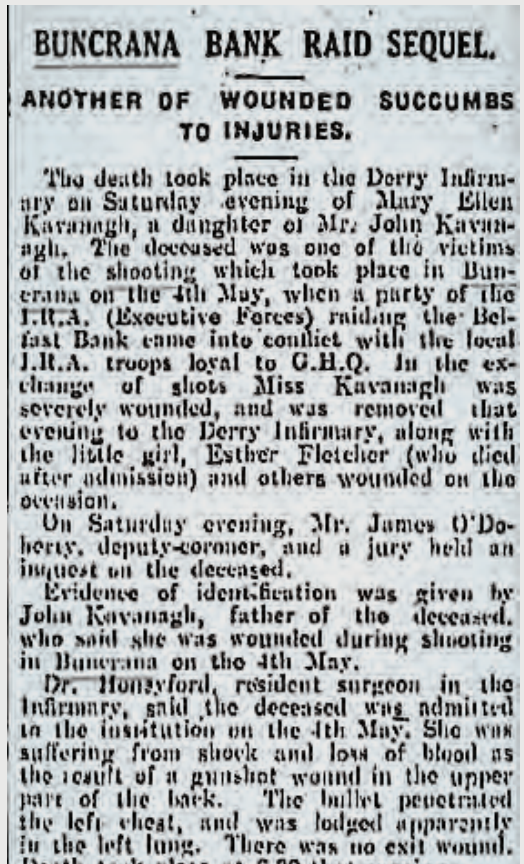 BUNCRANA BANK RAID SEQUEL.
ANOTHER OF WOUNDED SUCCUMBS
TO INJURIES.
The death took place in the Derry Infirm-
ary on Saturday evening of Mary Ellen
Kavanagh, a daughter of Mr. John Kavan-
agh. The deceased was one of the victims
of the shooting which took place in Bun-
crana on the 4th May, when a party of the
I.R.A. (Executive Forces) raiding the Bel-
fast Bank came into conflict with the local
I.R.A. troops loyal to G.H.Q. In the ex-
change of shots Miss Kavanagh was
severely wounded, and was removed that
evening to the Derry Infirmary, along with
the little girl, Esther Fletcher (who died
after admission) and others wounded on the
occasion.
On Saturday evening, Mr. James O'Do-
herty, deputy-coroner, and a jury held an
inquest on the deceased.
Evidence of identification was given by
John Kavanagh, father of the deceased,
who said she was wounded during shooting
in Buncrana on the 4th May.
Dr. Honeyford, resident surgeon in the
Infirmary, said the deceased was admitted
to the institution on the 4th May. She was
suffering from shock and loss of blood as
the result of a gunshot wound in the upper
part of the back. The bullet penetrated
the left chest, and was lodged apparently
in the left lung. There was no exit wound.
Death took place at